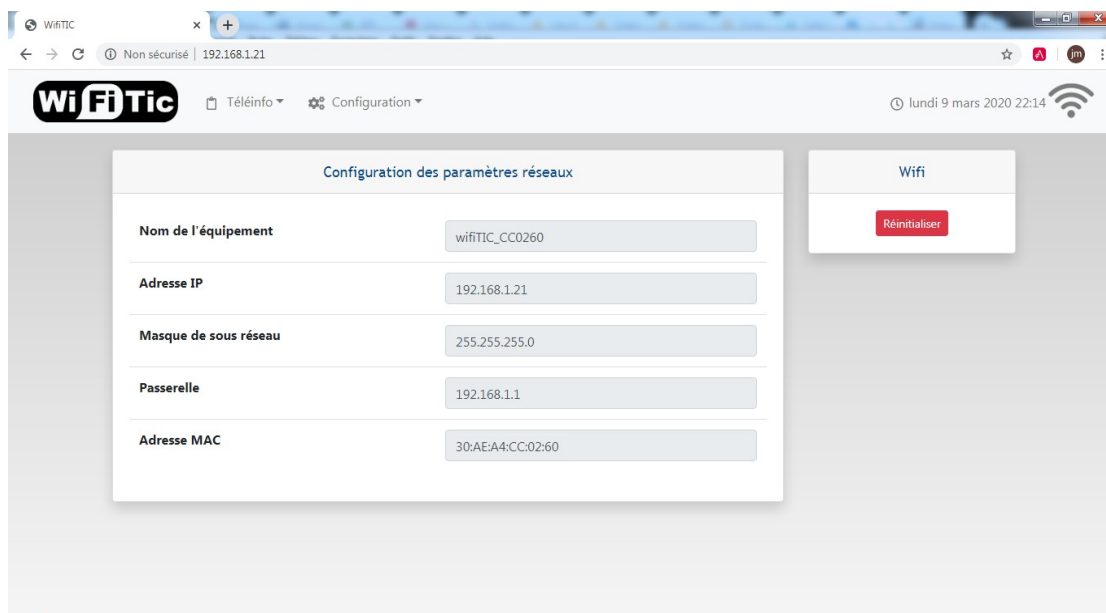 WifiTIC
Non sécurisé | 192.168.1.21
jm
WiFiTic
Téléinfo
Configuration
lundi 9 mars 2020 22:14
Configuration des paramètres réseaux
Wifi
Nom de l'équipement
wifiTIC_CC0260
Réinitialiser
Adresse IP
192.168.1.21
Masque de sous réseau
255.255.255.0
Passerelle
192.168.1.1
Adresse MAC
30:AE:A4:CC:02:60